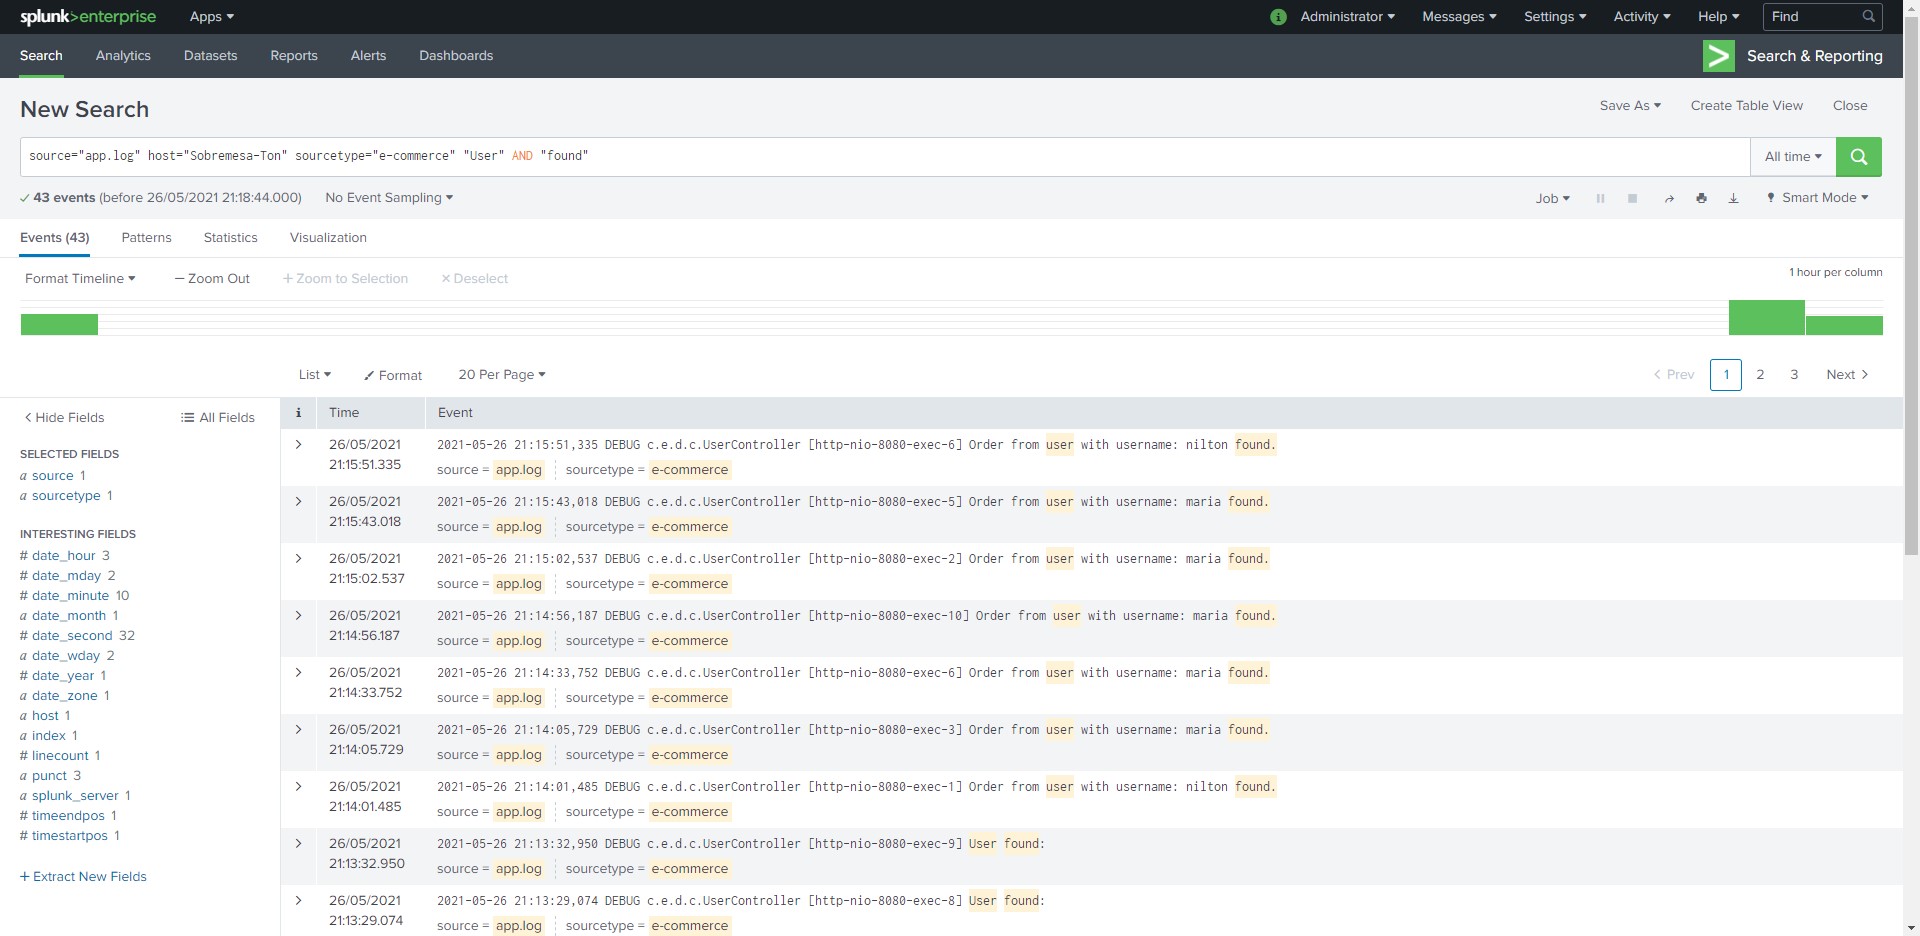 splunk>enterprise Apps Administrator Messages Settings Activity Help Find
Search Analytics Datasets Reports Alerts Dashboards Search & Reporting
New Search Save As Create Table View Close
source="app.log" host="Sobremesa-Ton" sourcetype="e-commerce" "User" AND "found" All time
43 events (before 26/05/2021 21:18:44.000) No Event Sampling Job Smart Mode
Events (43) Patterns Statistics Visualization
Format Timeline — Zoom Out + Zoom to Selection × Deselect 1 hour per column
List Format 20 Per Page < Prev 1 2 3 Next >
< Hide Fields All Fields
SELECTED FIELDS
a source 1
a sourcetype 1
INTERESTING FIELDS
# date_hour 3
# date_mday 2
# date_minute 10
a date_month 1
# date_second 32
a date_wday 2
# date_year 1
a date_zone 1
a host 1
a index 1
# linecount 1
a punct 3
a splunk_server 1
# timeendpos 1
# timestartpos 1
+ Extract New Fields
i Time Event
26/05/2021 2021-05-26 21:15:51,335 DEBUG c.e.d.c.UserController [http-nio-8080-exec-6] Order from user with username: nilton found.
21:15:51.335 source = app.log sourcetype = e-commerce
26/05/2021 2021-05-26 21:15:43,018 DEBUG c.e.d.c.UserController [http-nio-8080-exec-5] Order from user with username: maria found.
21:15:43.018 source = app.log sourcetype = e-commerce
26/05/2021 2021-05-26 21:15:02,537 DEBUG c.e.d.c.UserController [http-nio-8080-exec-2] Order from user with username: maria found.
21:15:02.537 source = app.log sourcetype = e-commerce
26/05/2021 2021-05-26 21:14:56,187 DEBUG c.e.d.c.UserController [http-nio-8080-exec-10] Order from user with username: maria found.
21:14:56.187 source = app.log sourcetype = e-commerce
26/05/2021 2021-05-26 21:14:33,752 DEBUG c.e.d.c.UserController [http-nio-8080-exec-6] Order from user with username: maria found.
21:14:33.752 source = app.log sourcetype = e-commerce
26/05/2021 2021-05-26 21:14:05,729 DEBUG c.e.d.c.UserController [http-nio-8080-exec-3] Order from user with username: maria found.
21:14:05.729 source = app.log sourcetype = e-commerce
26/05/2021 2021-05-26 21:14:01,485 DEBUG c.e.d.c.UserController [http-nio-8080-exec-1] Order from user with username: nilton found.
21:14:01.485 source = app.log sourcetype = e-commerce
26/05/2021 2021-05-26 21:13:32,950 DEBUG c.e.d.c.UserController [http-nio-8080-exec-9] User found:
21:13:32.950 source = app.log sourcetype = e-commerce
26/05/2021 2021-05-26 21:13:29,074 DEBUG c.e.d.c.UserController [http-nio-8080-exec-8] User found:
21:13:29.074 source = app.log sourcetype = e-commerce